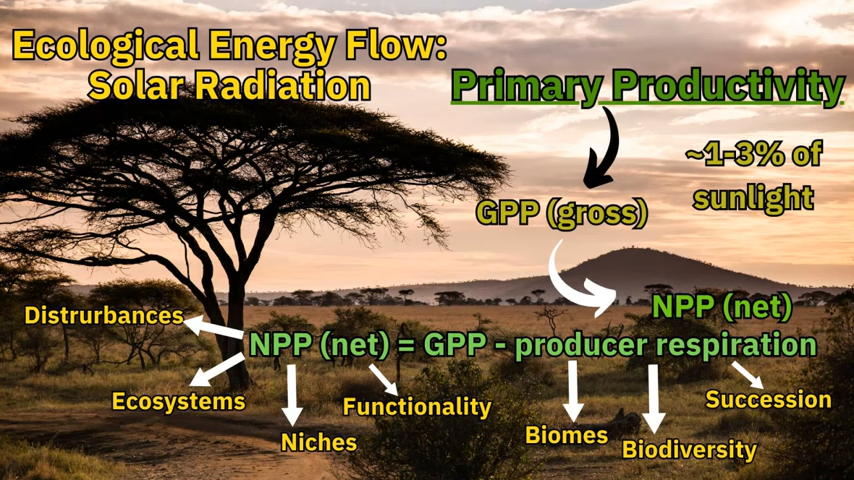 Ecological Energy Flow:
Solar Radiation
Primary Productivity
~1-3% of
sunlight
GPP (gross)
NPP (net)
NPP (net) = GPP - producer respiration
Distrurbances
Ecosystems
Niches
Functionality
Biomes
Biodiversity
Succession